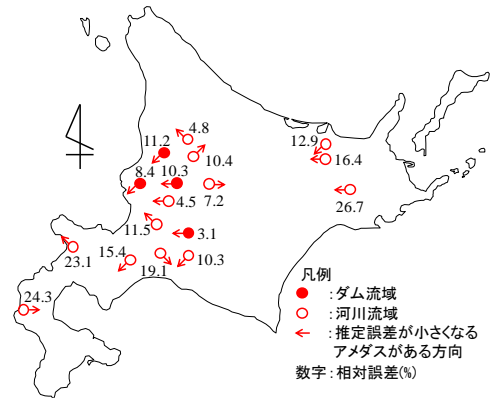 4.8
11.2
10.4
12.9
16.4
8.4
10.3
7.2
4.5
26.7
11.5
3.1
23.1
15.4
19.1
10.3
24.3
凡例
:ダム流域
:河川流域
:推定誤差が小さくなる
アメダスがある方向
数字:相対誤差(%)